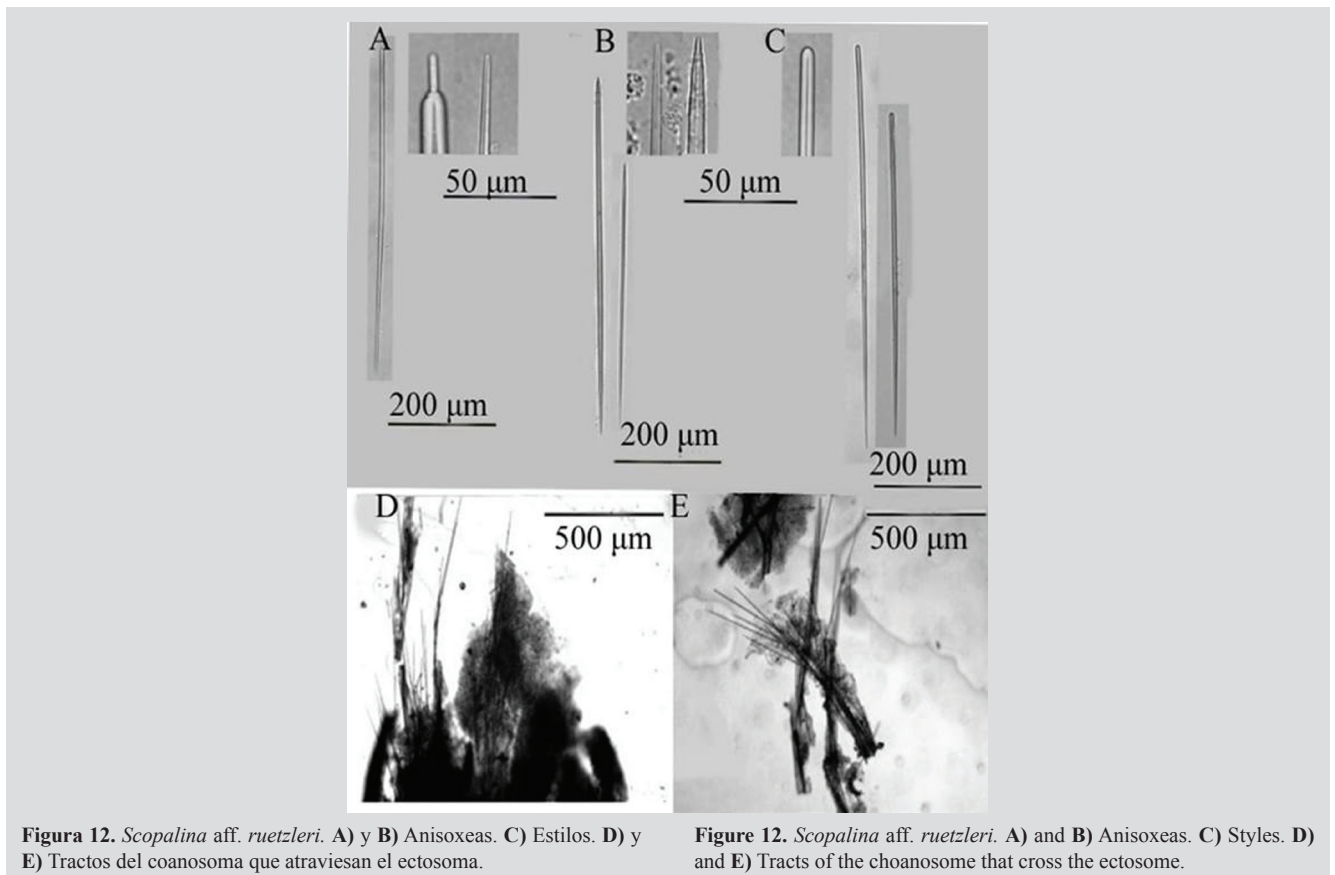 A
B
C
50 μm
50 μm
200 μm
200 μm
200 μm
D
E
500 μm
500 μm
Figura 12. Scopalina aff. ruetzleri. A) y B) Anisoxeas. C) Estilos. D) y
E) Tractos del coanosoma que atraviesan el ectosoma.
Figure 12. Scopalina aff. ruetzleri. A) and B) Anisoxeas. C) Styles. D)
and E) Tracts of the choanosome that cross the ectosome.